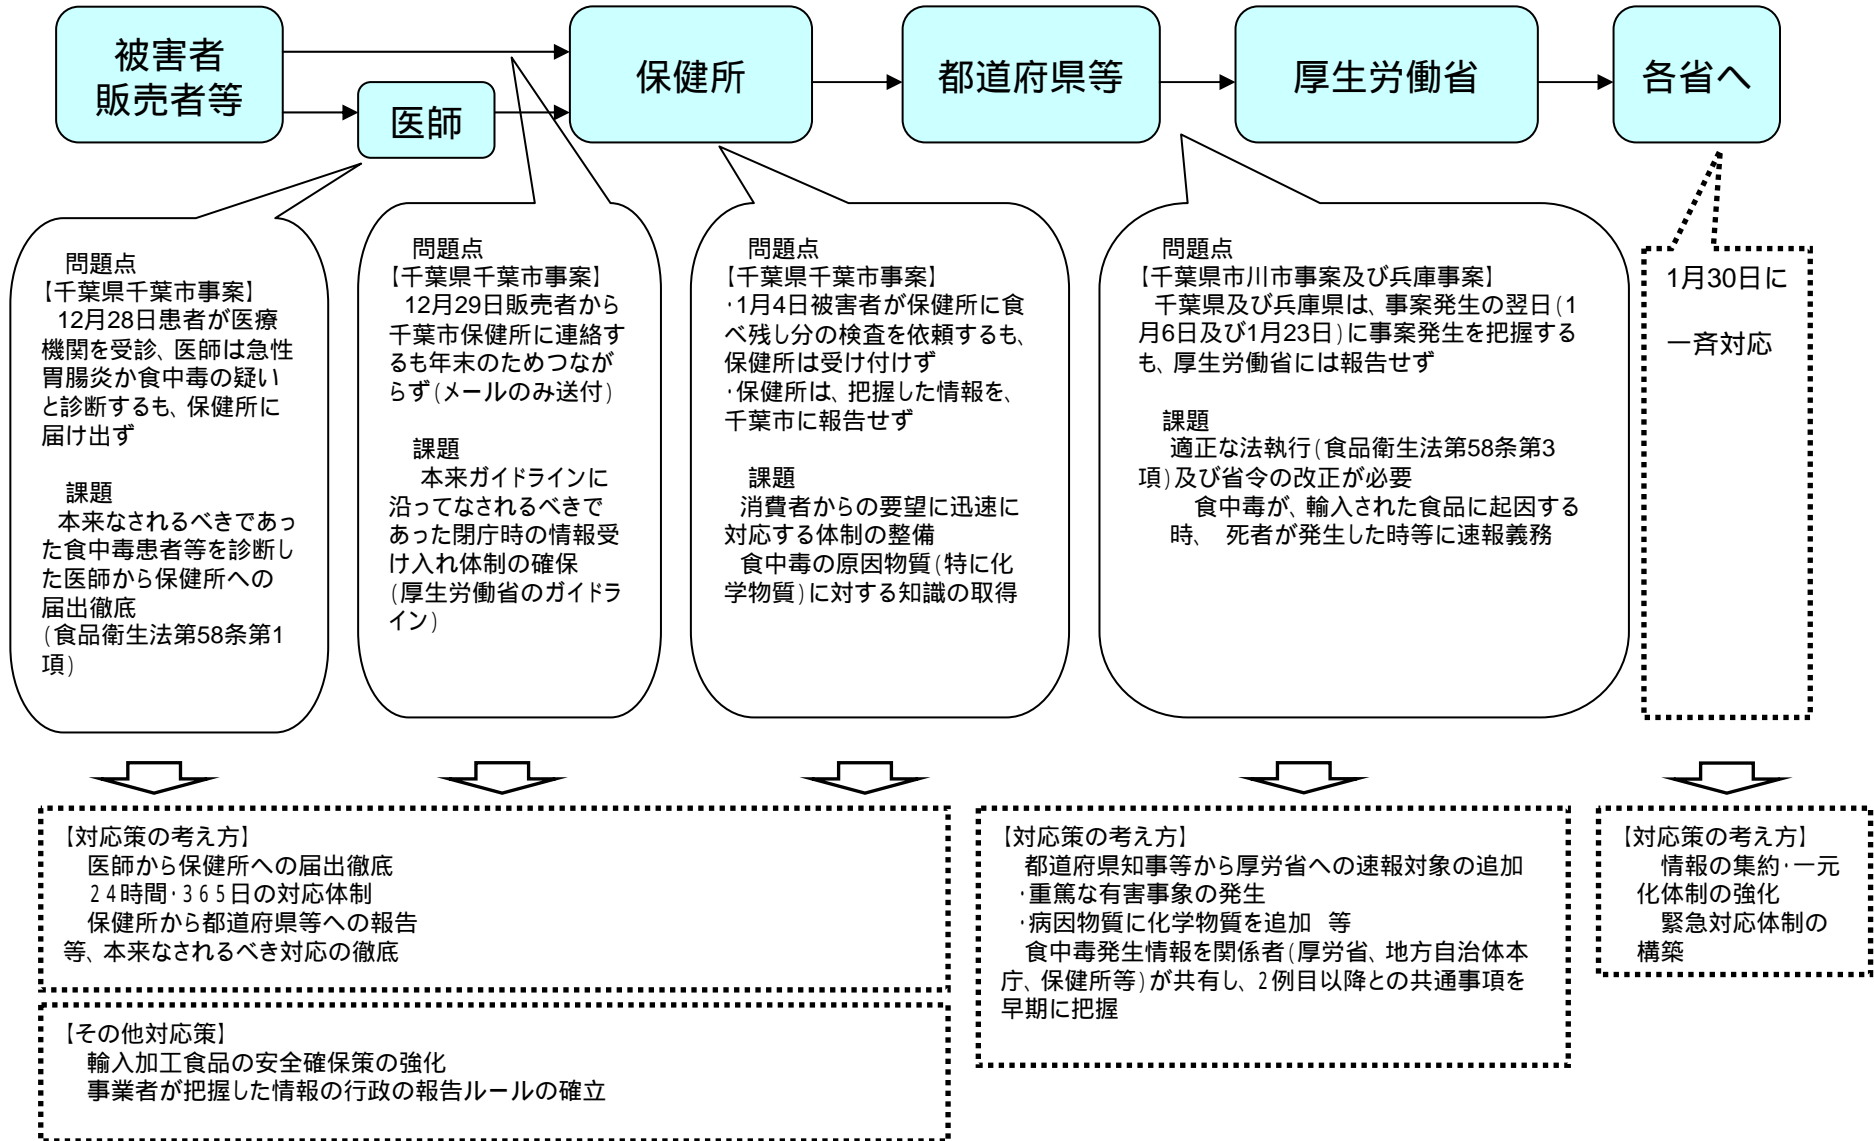 被害者
販売者等
医師
保健所
都道府県等
厚生労働省
各省へ
問題点
【千葉県千葉市事案】
12月28日患者が医療
機関を受診、医師は急性
胃腸炎か食中毒の疑い
と診断するも、保健所に
届け出ず
課題
本来なされるべきであっ
た食中毒患者等を診断し
た医師から保健所への
届出徹底
(食品衛生法第58条第1
項)
問題点
【千葉県千葉市事案】
12月29日販売者から
千葉市保健所に連絡す
るも年末のためつなが
らず(メールのみ送付)
課題
本来ガイドラインに
沿ってなされるべきで
あった閉庁時の情報受
け入れ体制の確保
(厚生労働省のガイドラ
イン)
問題点
【千葉県千葉市事案】
・1月4日被害者が保健所に食
べ残し分の検査を依頼するも、
保健所は受け付けず
・保健所は、把握した情報を、
千葉市に報告せず
課題
消費者からの要望に迅速に
対応する体制の整備
食中毒の原因物質(特に化
学物質)に対する知識の取得
問題点
【千葉県市川市事案及び兵庫事案】
千葉県及び兵庫県は、事案発生の翌日(1
月6日及び1月23日)に事案発生を把握する
も、厚生労働省には報告せず
課題
適正な法執行(食品衛生法第58条第3
項)及び省令の改正が必要
食中毒が、輸入された食品に起因する
時、 死者が発生した時等に速報義務
1月30日に
一斉対応
【対応策の考え方】
医師から保健所への届出徹底
24時間・365日の対応体制
保健所から都道府県等への報告
等、本来なされるべき対応の徹底
【その他対応策】
輸入加工食品の安全確保策の強化
事業者が把握した情報の行政の報告ルールの確立
【対応策の考え方】
都道府県知事等から厚労省への速報対象の追加
・重篤な有害事象の発生
・病因物質に化学物質を追加 等
食中毒発生情報を関係者(厚労省、地方自治体本
庁、保健所等)が共有し、2例目以降との共通事項を
早期に把握
【対応策の考え方】
情報の集約・一元
化体制の強化
緊急対応体制の
構築